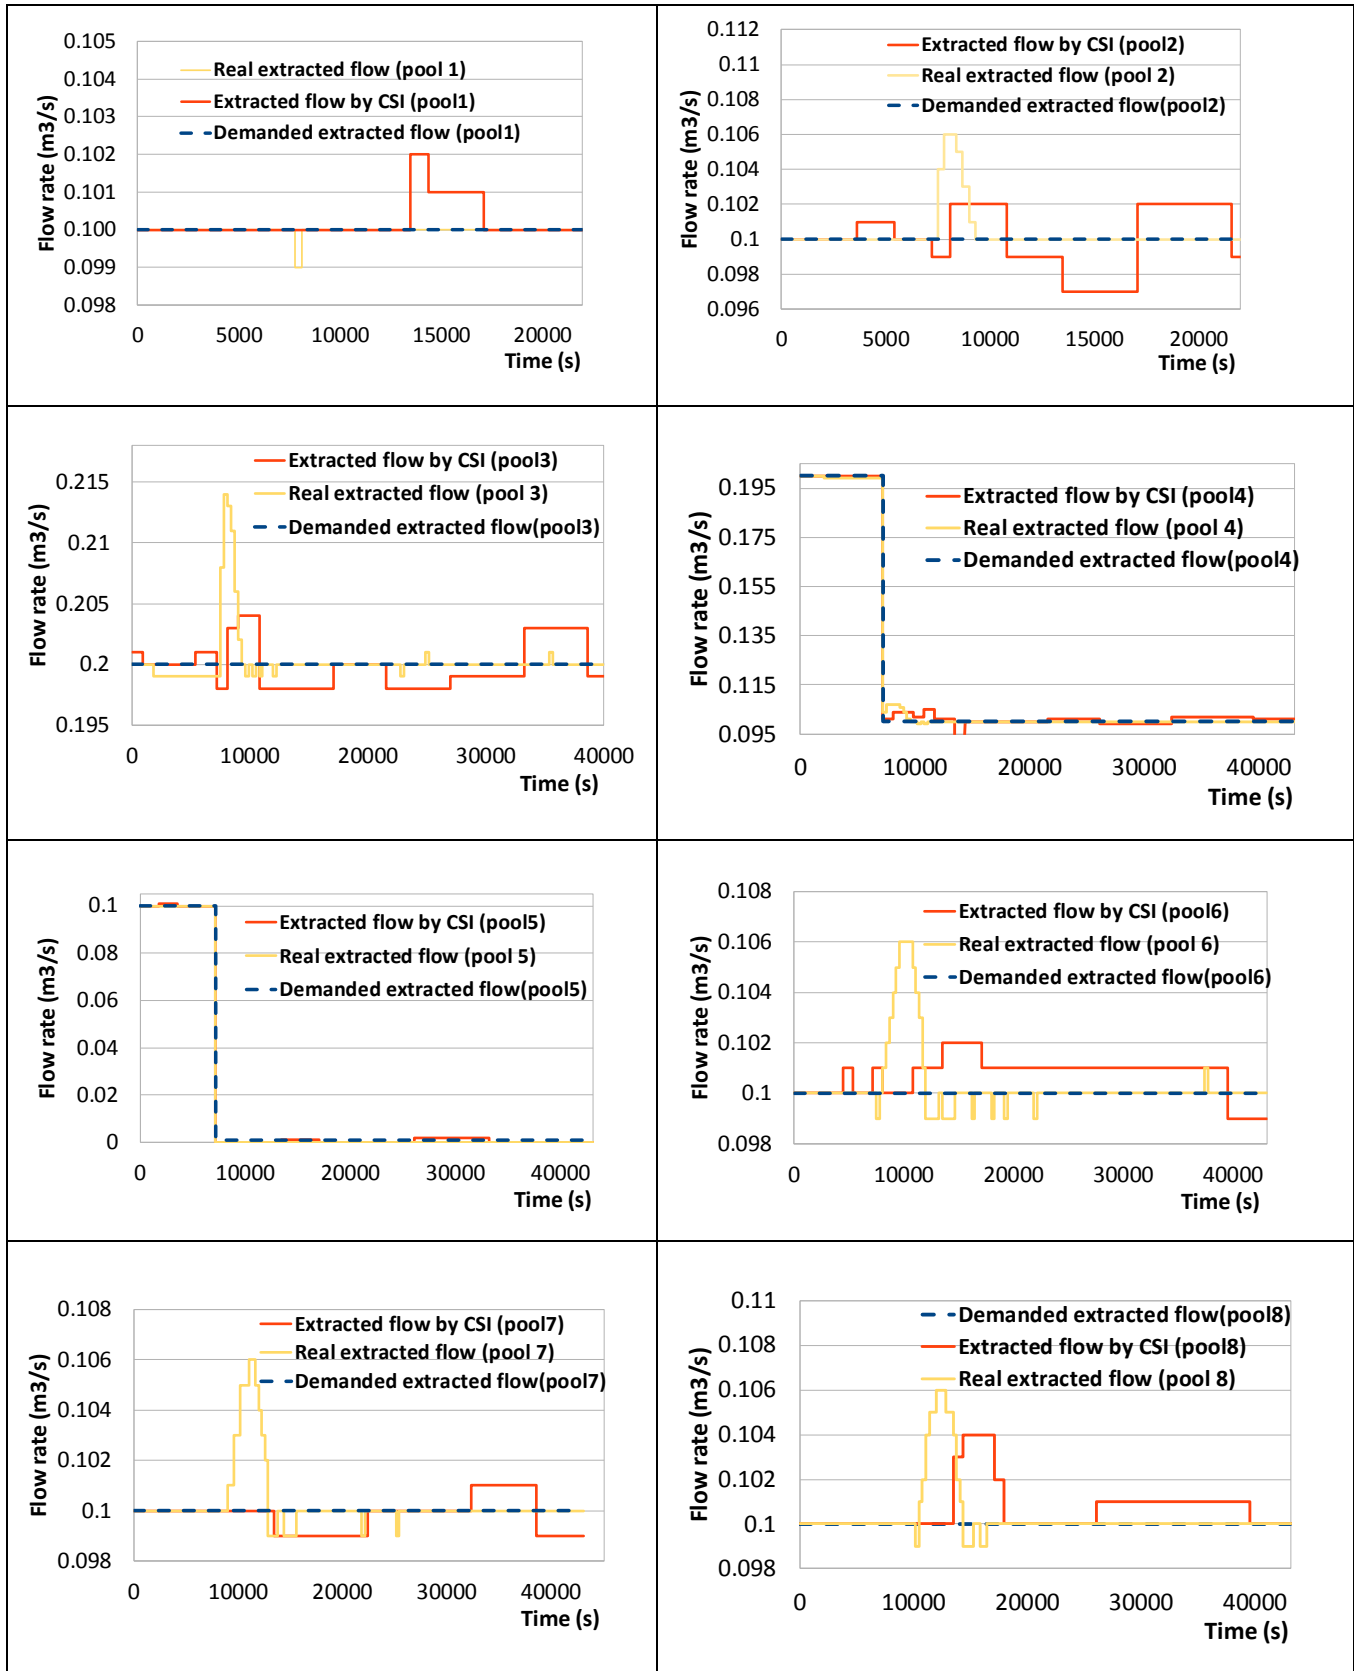 0.105
0.104
0.103
0.102
0.101
0.100
0.099
0.098
Flow rate (m3/s)
Real extracted flow (pool 1)
Extracted flow by CSI (pool1)
Demanded extracted flow (pool1)
0 5000 10000 15000 20000
Time (s)
0.112
0.11
0.108
0.106
0.104
0.102
0.1
0.098
0.096
Flow rate (m3/s)
Extracted flow by CSI (pool2)
Real extracted flow (pool 2)
Demanded extracted flow(pool2)
0 5000 10000 15000 20000
Time (s)
0.215
0.21
0.205
0.2
0.195
Flow rate (m3/s)
Extracted flow by CSI (pool3)
Real extracted flow (pool 3)
Demanded extracted flow(pool3)
0 10000 20000 30000 40000
Time (s)
0.195
0.175
0.155
0.135
0.115
0.095
Flow rate (m3/s)
Extracted flow by CSI (pool4)
Real extracted flow (pool 4)
Demanded extracted flow(pool4)
0 10000 20000 30000 40000
Time (s)
0.1
0.08
0.06
0.04
0.02
0
Flow rate (m3/s)
Extracted flow by CSI (pool5)
Real extracted flow (pool 5)
Demanded extracted flow(pool5)
0 10000 20000 30000 40000
Time (s)
0.108
0.106
0.104
0.102
0.1
0.098
Flow rate (m3/s)
Extracted flow by CSI (pool6)
Real extracted flow (pool 6)
Demanded extracted flow(pool6)
0 10000 20000 30000 40000
Time (s)
0.108
0.106
0.104
0.102
0.1
0.098
Flow rate (m3/s)
Extracted flow by CSI (pool7)
Real extracted flow (pool 7)
Demanded extracted flow(pool7)
0 10000 20000 30000 40000
Time (s)
0.11
0.108
0.106
0.104
0.102
0.1
0.098
Flow rate (m3/s)
Demanded extracted flow(pool8)
Extracted flow by CSI (pool8)
Real extracted flow (pool 8)
0 10000 20000 30000 40000
Time (s)